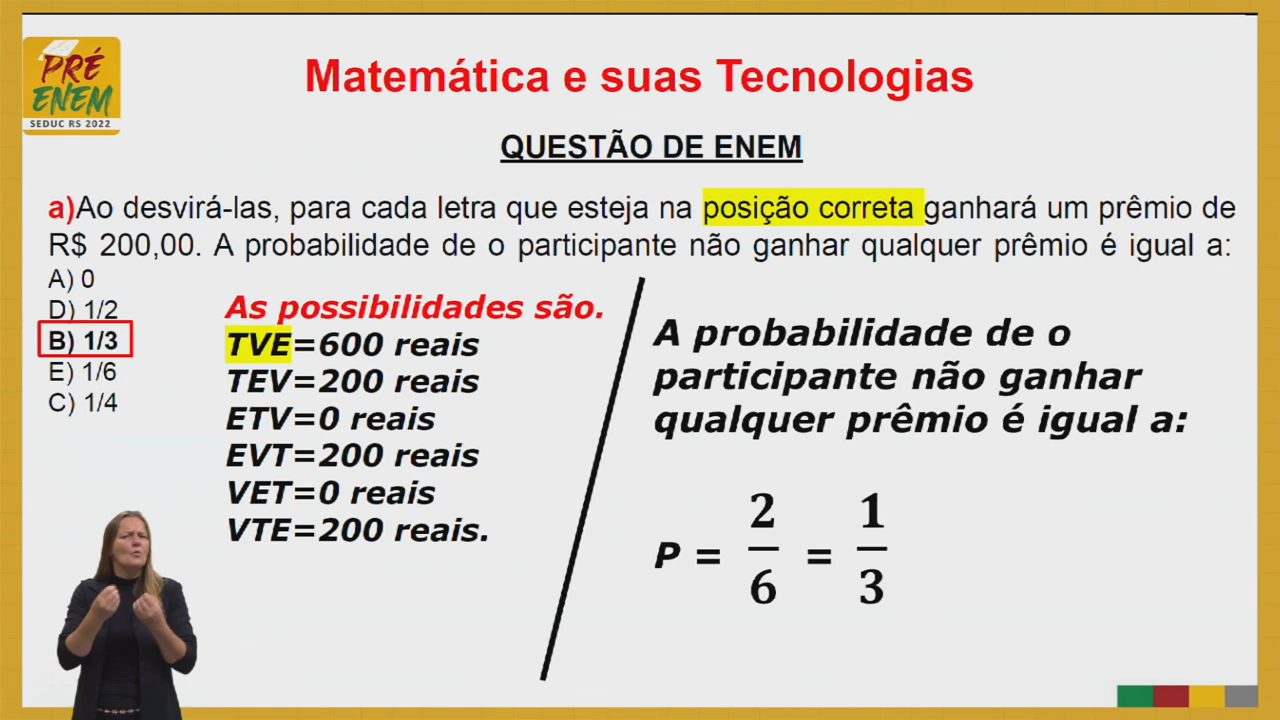 PRÉ
ENEM
SEDUC RS 2022
Matemática e suas Tecnologias
QUESTÃO DE ENEM
a)Ao desvirá-las, para cada letra que esteja na posição correta ganhará um prêmio de
R$ 200,00. A probabilidade de o participante não ganhar qualquer prêmio é igual a:
A) 0
D) 1/2
B) 1/3
E) 1/6
C) 1/4
As possibilidades são.
TVE=600 reais
TEV=200 reais
ETV=0 reais
EVT=200 reais
VET=0 reais
VTE=200 reais.
A probabilidade de o
participante não ganhar
qualquer prêmio é igual a:
P = 2/6 = 1/3